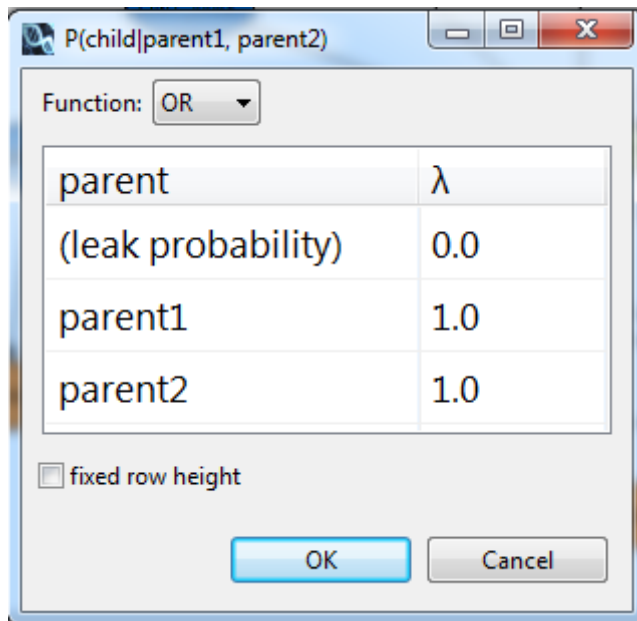 P(child|parent1, parent2)
Function: OR
parent λ
(leak probability) 0.0
parent1 1.0
parent2 1.0
fixed row height
OK Cancel